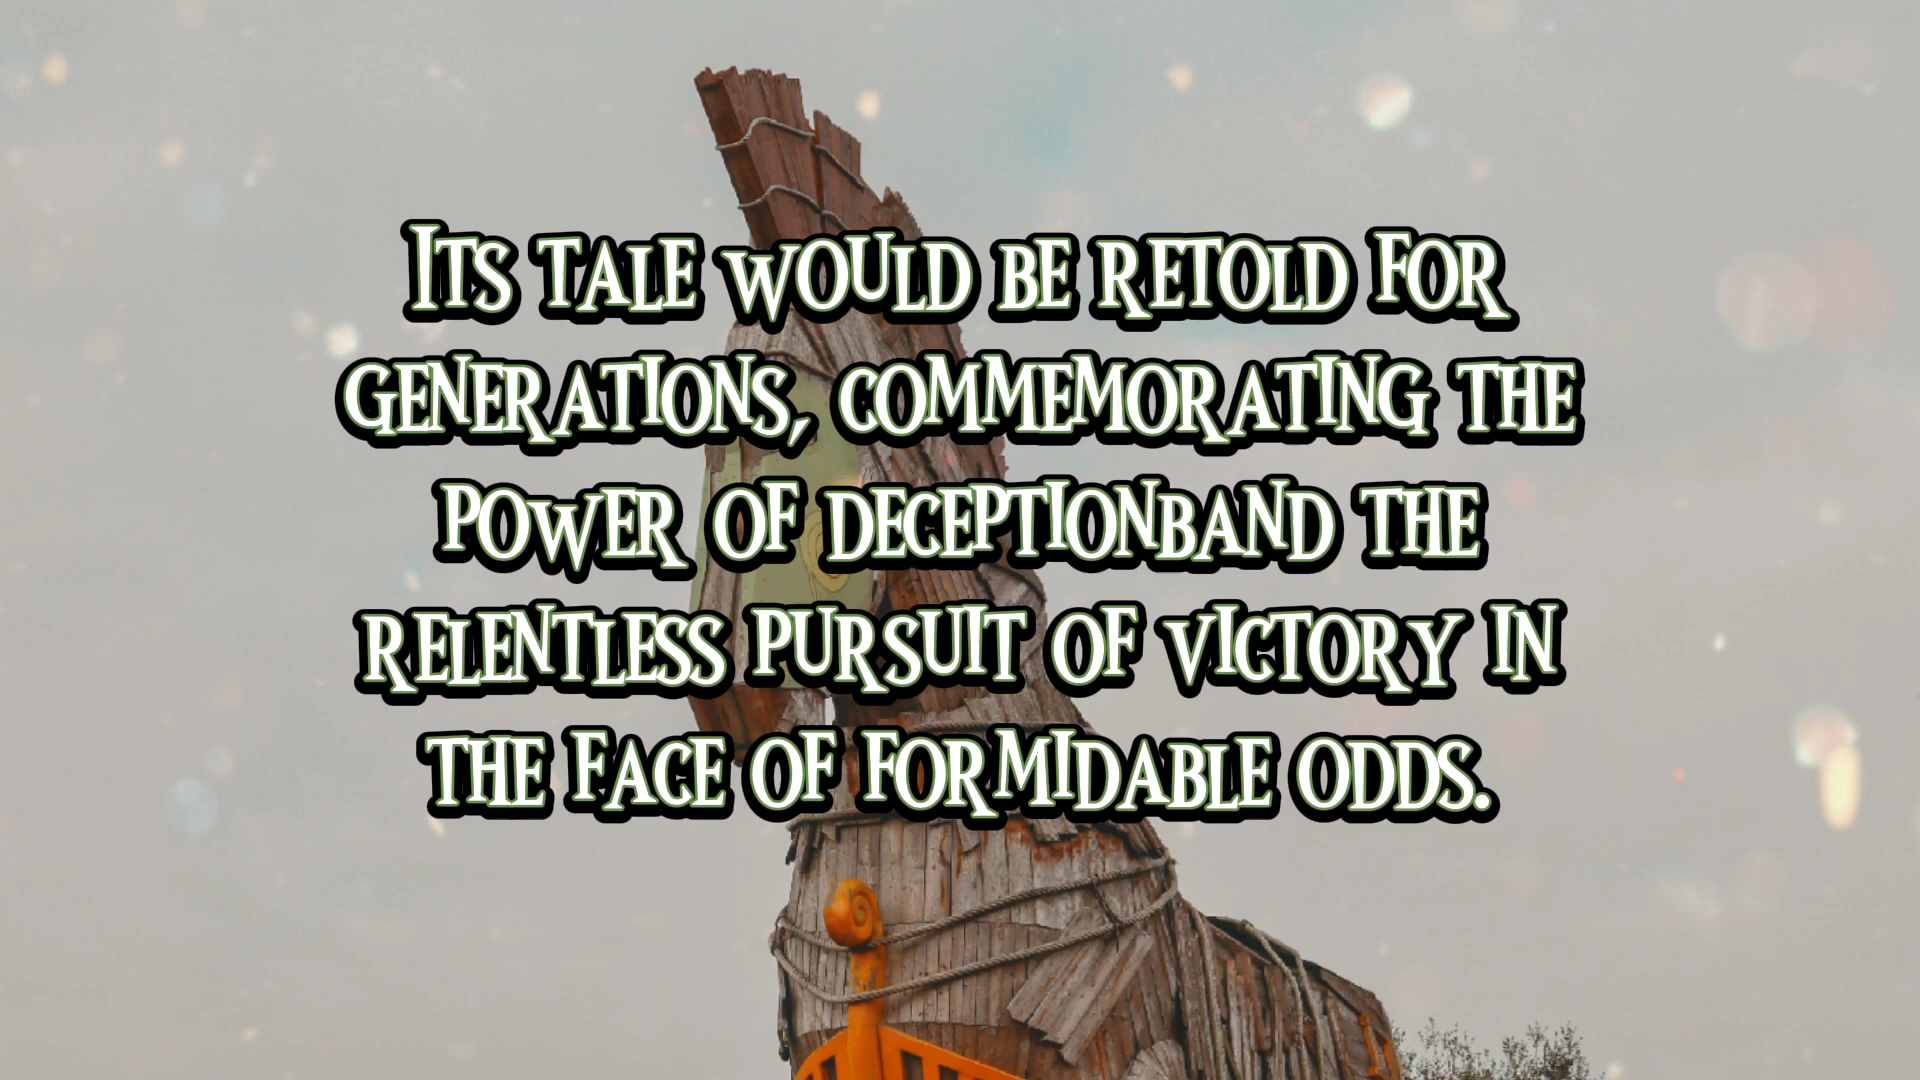 Its tale would be retold for
generations, commemorating the
power of deceptionband the
relentless pursuit of victory in
the face of formidable odds.